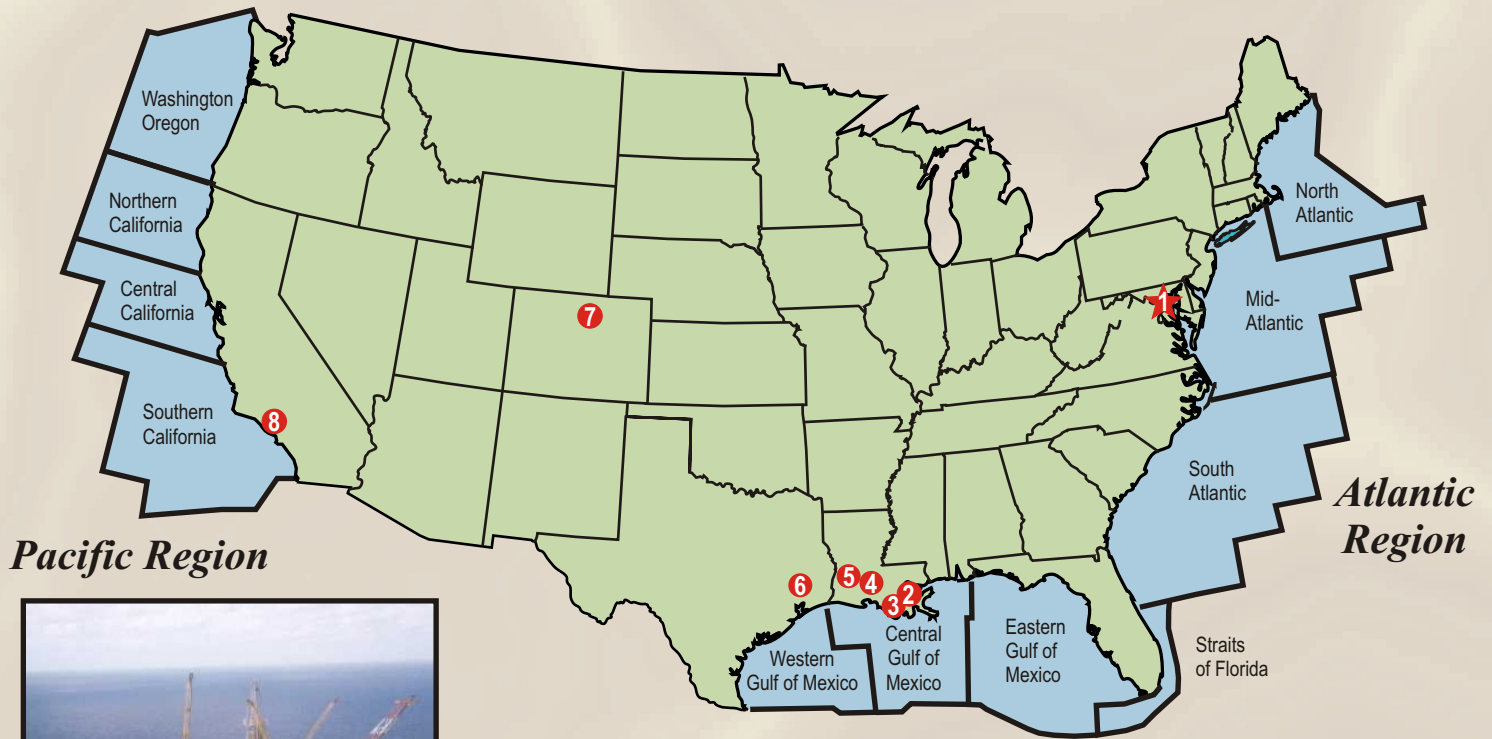 Washington
Oregon
Northern
California
Central
California
Southern
California
Pacific Region
8
7
1
6
5
4
3
2
Western
Gulf of Mexico
Central
Gulf of
Mexico
Eastern
Gulf of
Mexico
Straits
of Florida
North
Atlantic
Mid-
Atlantic
South
Atlantic
Atlantic
Region